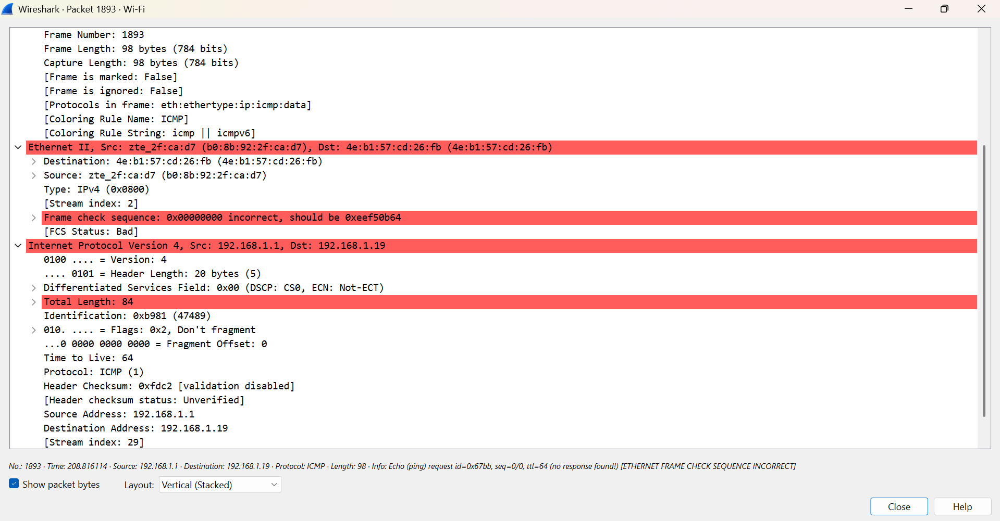 Wireshark · Packet 1893 · Wi-Fi
Frame Number: 1893
Frame Length: 98 bytes (784 bits)
Capture Length: 98 bytes (784 bits)
[Frame is marked: False]
[Frame is ignored: False]
[Protocols in frame: eth:ethertype:ip:icmp:data]
[Coloring Rule Name: ICMP]
[Coloring Rule String: icmp || icmpv6]
Ethernet II, Src: zte_2f:ca:d7 (b0:8b:92:2f:ca:d7), Dst: 4e:b1:57:cd:26:fb (4e:b1:57:cd:26:fb)
Destination: 4e:b1:57:cd:26:fb (4e:b1:57:cd:26:fb)
Source: zte_2f:ca:d7 (b0:8b:92:2f:ca:d7)
Type: IPv4 (0x0800)
[Stream index: 2]
Frame check sequence: 0x00000000 incorrect, should be 0xeef50b64
[FCS Status: Bad]
Internet Protocol Version 4, Src: 192.168.1.1, Dst: 192.168.1.19
0100 .... = Version: 4
.... 0101 = Header Length: 20 bytes (5)
Differentiated Services Field: 0x00 (DSCP: CS0, ECN: Not-ECT)
Total Length: 84
Identification: 0xb981 (47489)
010. .... = Flags: 0x2, Don't fragment
...0 0000 0000 0000 = Fragment Offset: 0
Time to Live: 64
Protocol: ICMP (1)
Header Checksum: 0xfdc2 [validation disabled]
[Header checksum status: Unverified]
Source Address: 192.168.1.1
Destination Address: 192.168.1.19
[Stream index: 29]
No.: 1893 · Time: 208.816114 · Source: 192.168.1.1 · Destination: 192.168.1.19 · Protocol: ICMP · Length: 98 · Info: Echo (ping) request id=0x67bb, seq=0/0, ttl=64 (no response found!) [ETHERNET FRAME CHECK SEQUENCE INCORRECT]
Show packet bytes Layout: Vertical (Stacked)
Close Help